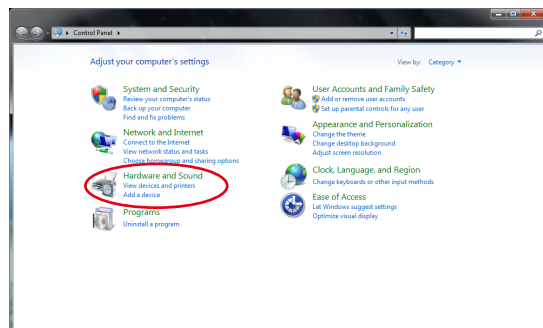 Control Panel
Adjust your computer's settings
View by: Category
System and Security
Review your computer's status
Back up your computer
Find and fix problems
Network and Internet
Connect to the Internet
View network status and tasks
Choose homegroup and sharing options
Hardware and Sound
View devices and printers
Add a device
Programs
Uninstall a program
User Accounts and Family Safety
Add or remove user accounts
Set up parental controls for any user
Appearance and Personalization
Change the theme
Change desktop background
Adjust screen resolution
Clock, Language, and Region
Change keyboards or other input methods
Ease of Access
Let Windows suggest settings
Optimize visual display